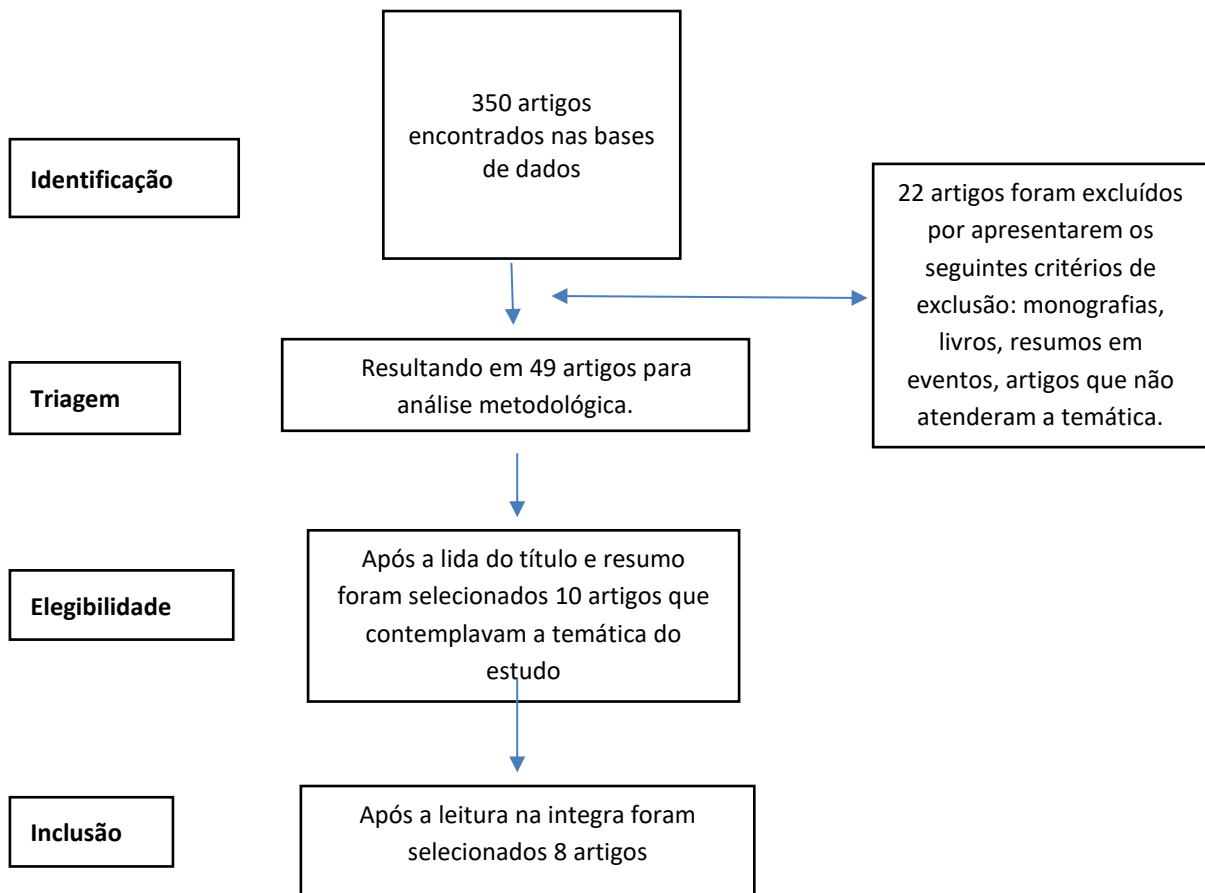 350 artigos
encontrados nas bases
de dados
Identificação
22 artigos foram excluídos
por apresentarem os
seguintes critérios de
exclusão: monografias,
livros, resumos em
eventos, artigos que não
atenderam a temática.
Resultando em 49 artigos para
análise metodológica.
Triagem
Após a lida do título e resumo
foram selecionados 10 artigos que
contemplavam a temática do
estudo
Elegibilidade
Após a leitura na integra foram
selecionados 8 artigos
Inclusão